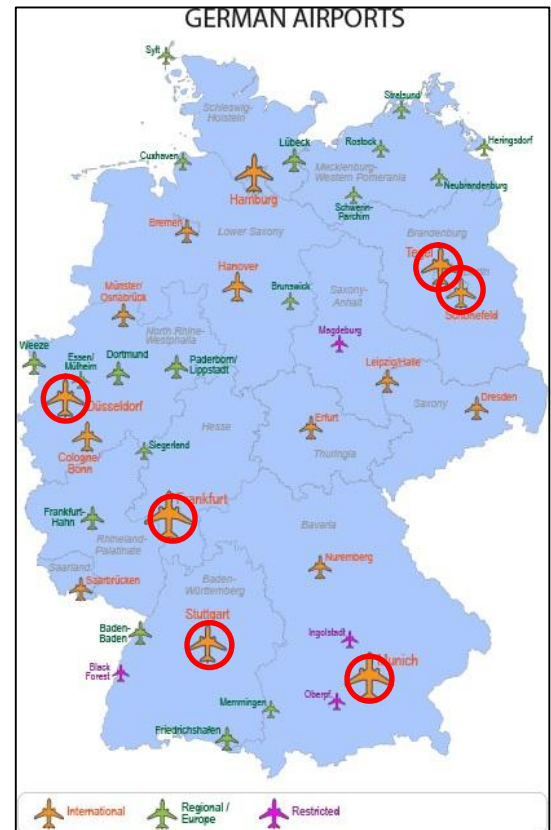 GERMAN AIRPORTS
Sylt
Schleswig-
Holstein
Stralsund/
Cuxhaven
Lübeck
Rostock
Heringsdorf
Hamburg
Mecklenburg-
Western Pomerania
Neubrandenburg
Schwerin-
Parchim
Bremen
Lower Saxony
Brandenburg
Hanover
Münster/
Osnabrück
Brunswick
Saxony-
Anhalt
Schönefeld
North Rhine-
Westphalia
Magdeburg
Weeze
Essen/
Mülheim
Dortmund
Paderborn/
Lippstadt
Leipzig/Halle
Düsseldorf
Saxony
Dresden
Cologne/
Bonn
Siegerland
Hesse
Erfurt
Thuringia
Frankfurt
Frankfurt-
Hahn
Bavaria
Rhineland-
Palatinate
Saarland
Saarbrücken
Nuremberg
Baden-
Württemberg
Stuttgart
Baden-
Baden
Ingolstadt
Black
Forest
Munich
Oberpf.
Memmingen
Friedrichshafen
International
Regional /
Europe
Restricted